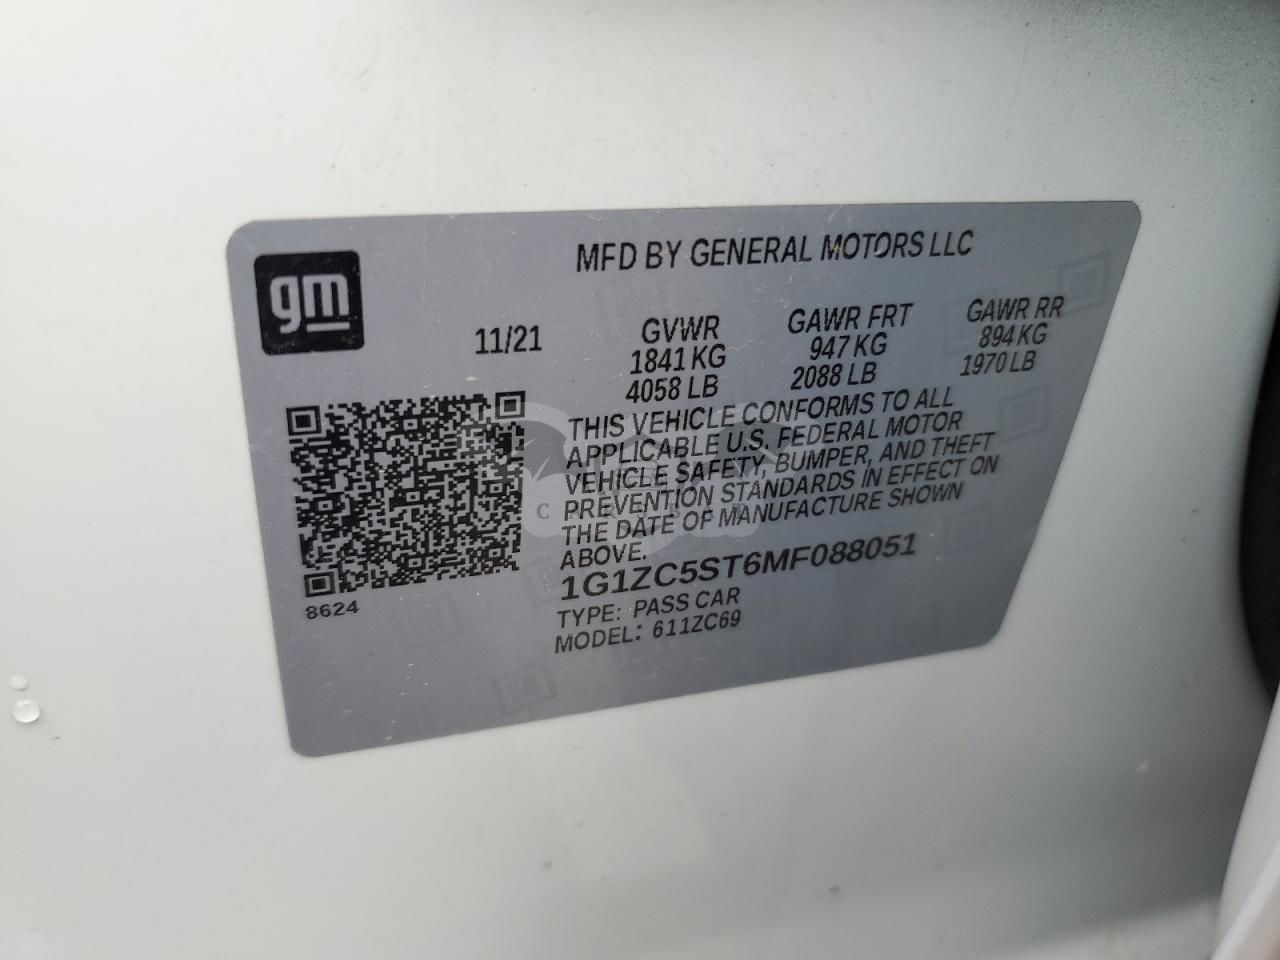 gm
MFD BY GENERAL MOTORS LLC
11/21
GVWR
1841 KG
4058 LB
GAWR FRT
947 KG
2088 LB
GAWR RR
894 KG
1970 LB
THIS VEHICLE CONFORMS TO ALL
APPLICABLE U.S. FEDERAL MOTOR
VEHICLE SAFETY, BUMPER, AND THEFT
PREVENTION STANDARDS IN EFFECT ON
THE DATE OF MANUFACTURE SHOWN
ABOVE.
1G1ZC5ST6MF088051
TYPE: PASS CAR
MODEL: 611ZC69
8624